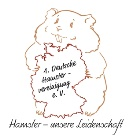 1. Deutsche
Hamster -
vereinigung
e. V.
Hamster – unsere Leidenschaft